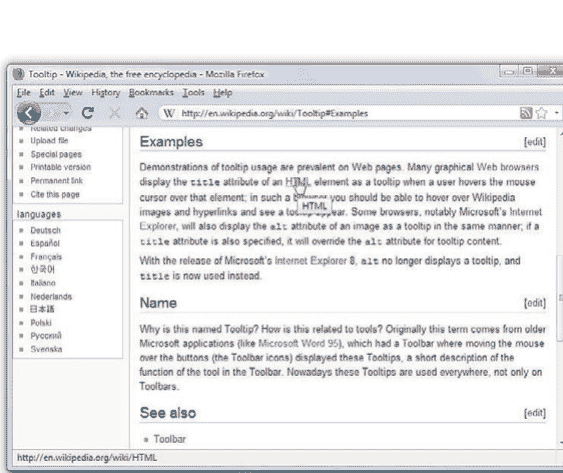 Tooltip - Wikipedia, the free encyclopedia - Mozilla Firefox
File Edit View History Bookmarks Tools Help
W http://en.wikipedia.org/wiki/Tooltip#Examples
Related changes
Upload file
Special pages
Printable version
Permanent link
Cite this page
languages
Deutsch
Español
Français
한국어
Italiano
Nederlands
日本語
Polski
Русский
Svenska
Examples [edit]
Demonstrations of tooltip usage are prevalent on Web pages. Many graphical Web browsers
display the title attribute of an HTML element as a tooltip when a user hovers the mouse
cursor over that element; in such a you should be able to hover over Wikipedia
HTML
images and hyperlinks and see a appear. Some browsers, notably Microsoft's Internet
Explorer, will also display the alt attribute of an image as a tooltip in the same manner; if a
title attribute is also specified, it will override the alt attribute for tooltip content.
With the release of Microsoft's Internet Explorer 8, alt no longer displays a tooltip, and
title is now used instead.
Name [edit]
Why is this named Tooltip? How is this related to tools? Originally this term comes from older
Microsoft applications (like Microsoft Word 95), which had a Toolbar where moving the mouse
over the buttons (the Toolbar icons) displayed these Tooltips, a short description of the
function of the tool in the Toolbar. Nowadays these Tooltips are used everywhere, not only on
Toolbars.
See also [edit]
Toolbar
http://en.wikipedia.org/wiki/HTML